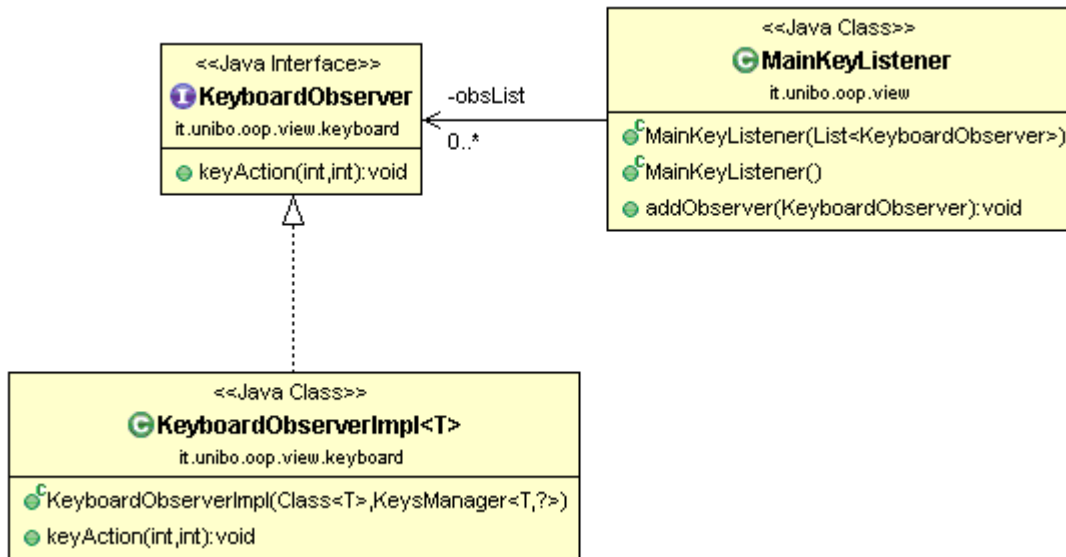 <<Java Interface>>
I KeyboardObserver
it.unibo.oop.view.keyboard
keyAction(int,int):void
-obsList
0..*
<<Java Class>>
C MainKeyListener
it.unibo.oop.view
C MainKeyListener(List<KeyboardObserver>)
C MainKeyListener()
addObserver(KeyboardObserver):void
<<Java Class>>
C KeyboardObserverImpl<T>
it.unibo.oop.view.keyboard
C KeyboardObserverImpl(Class<T>,KeysManager<T,?>)
keyAction(int,int):void